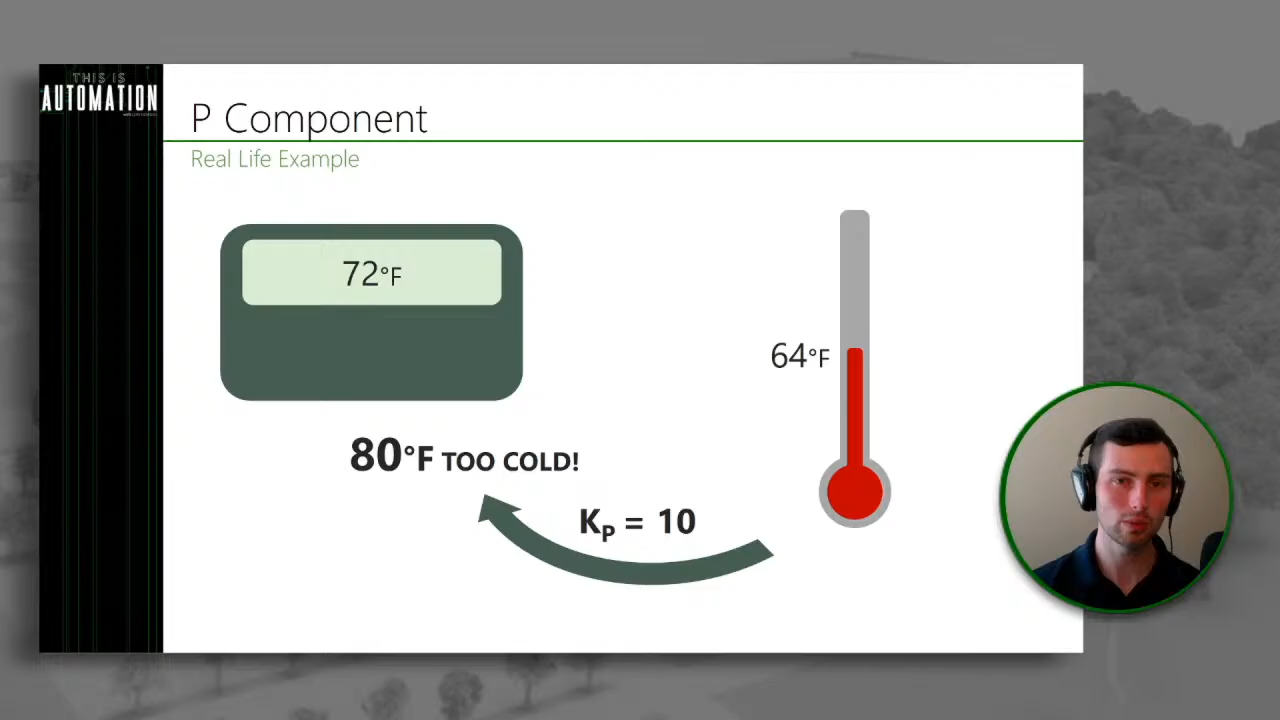 THIS IS
AUTOMATION
P Component
Real Life Example
72°F
64°F
80°F TOO COLD!
KP = 10